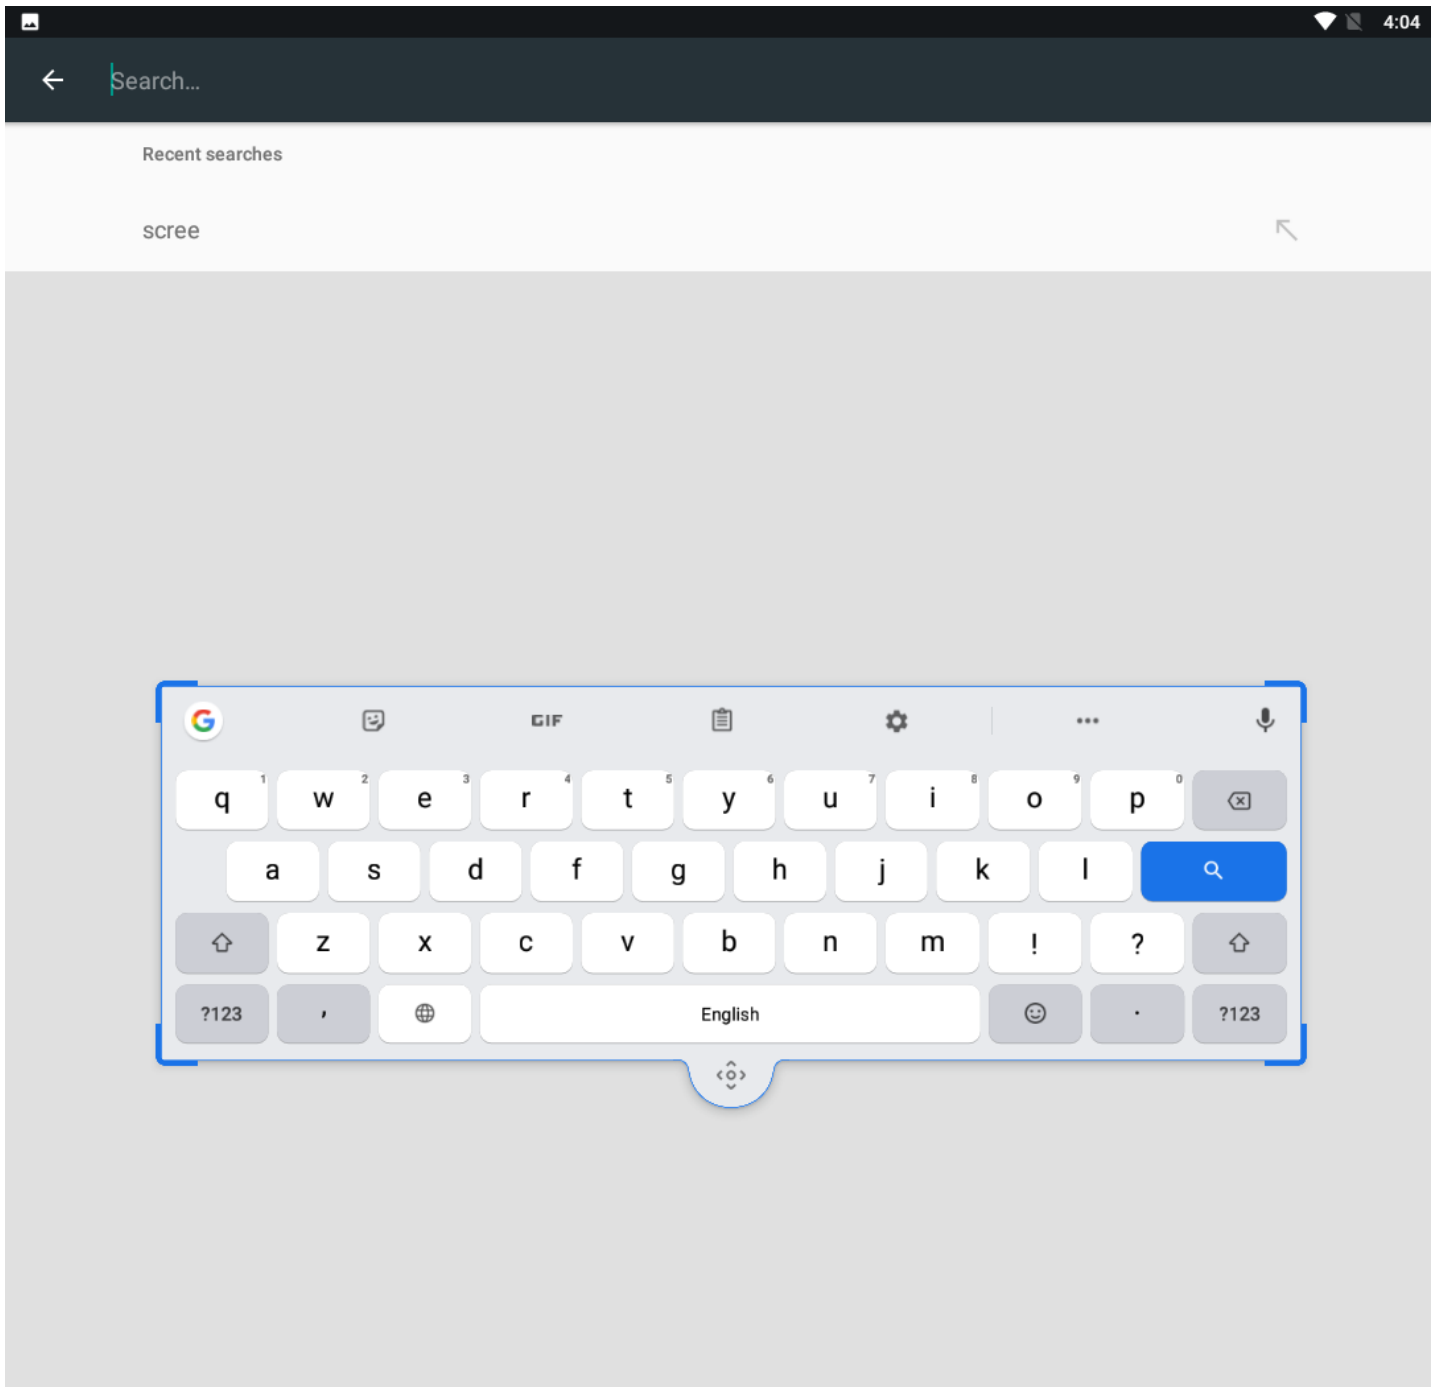 4:04
Search...
Recent searches
scree
G GIF
q 1 w 2 e 3 r 4 t 5 y 6 u 7 i 8 o 9 p 0
a s d f g h j k l
z x c v b n m ! ?
?123 , English . ?123